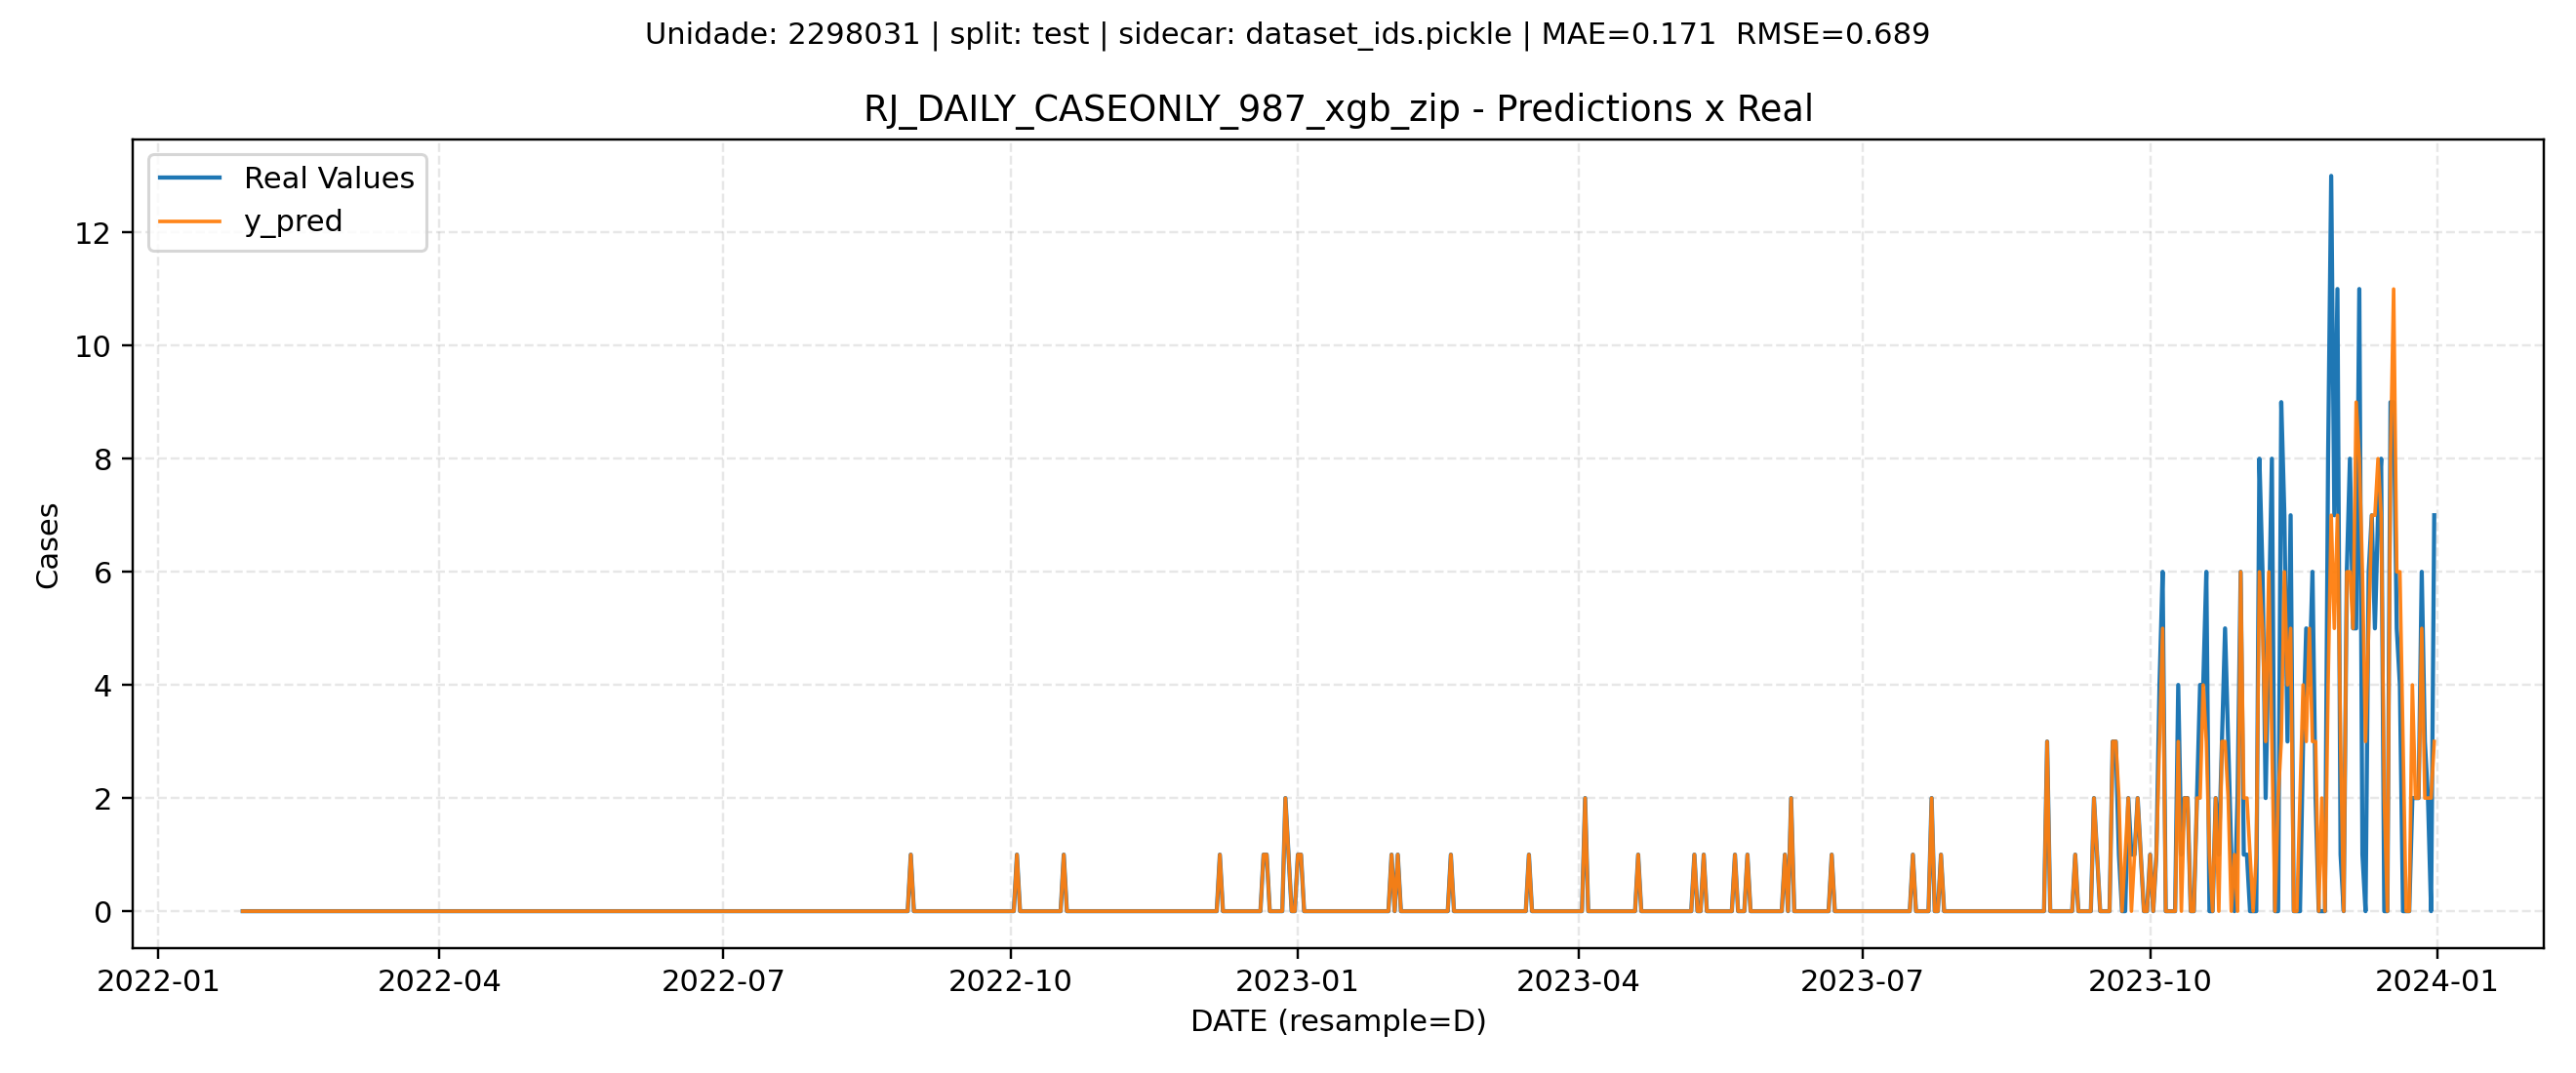 Unidade: 2298031 | split: test | sidecar: dataset_ids.pickle | MAE=0.171  RMSE=0.689
RJ_DAILY_CASEONLY_987_xgb_zip - Predictions x Real
Real Values
y_pred
12
10
8
6
4
2
0
Cases
2022-01
2022-04
2022-07
2022-10
2023-01
2023-04
2023-07
2023-10
2024-01
DATE (resample=D)